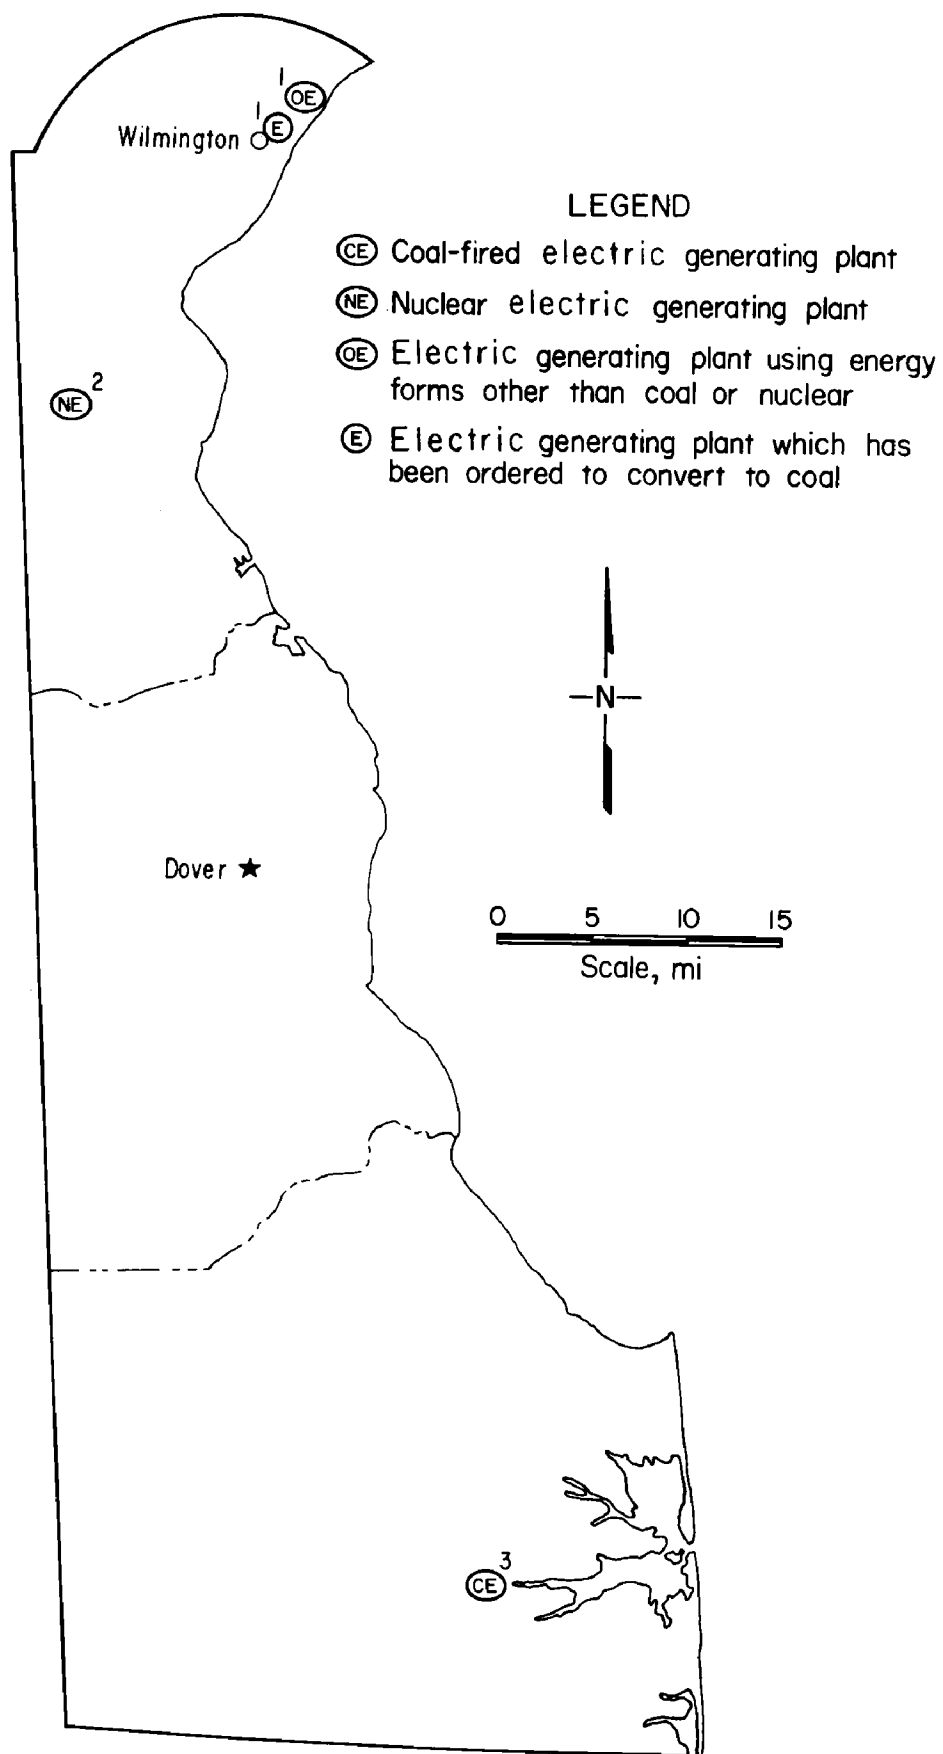 1
OE
1
E
Wilmington
LEGEND
CE Coal-fired electric generating plant
NE Nuclear electric generating plant
OE Electric generating plant using energy
forms other than coal or nuclear
E Electric generating plant which has
been ordered to convert to coal
NE 2
N
Dover
0 5 10 15
Scale, mi
CE 3